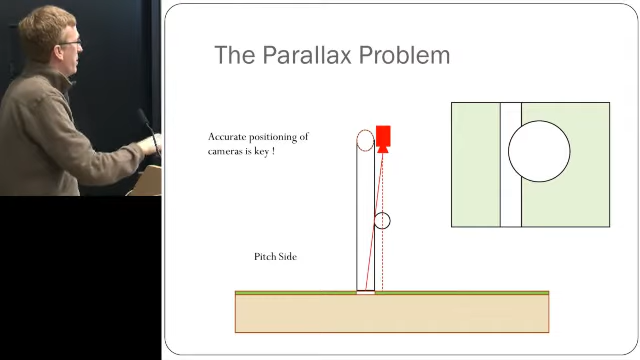 The Parallax Problem
Accurate positioning of
cameras is key !
Pitch Side